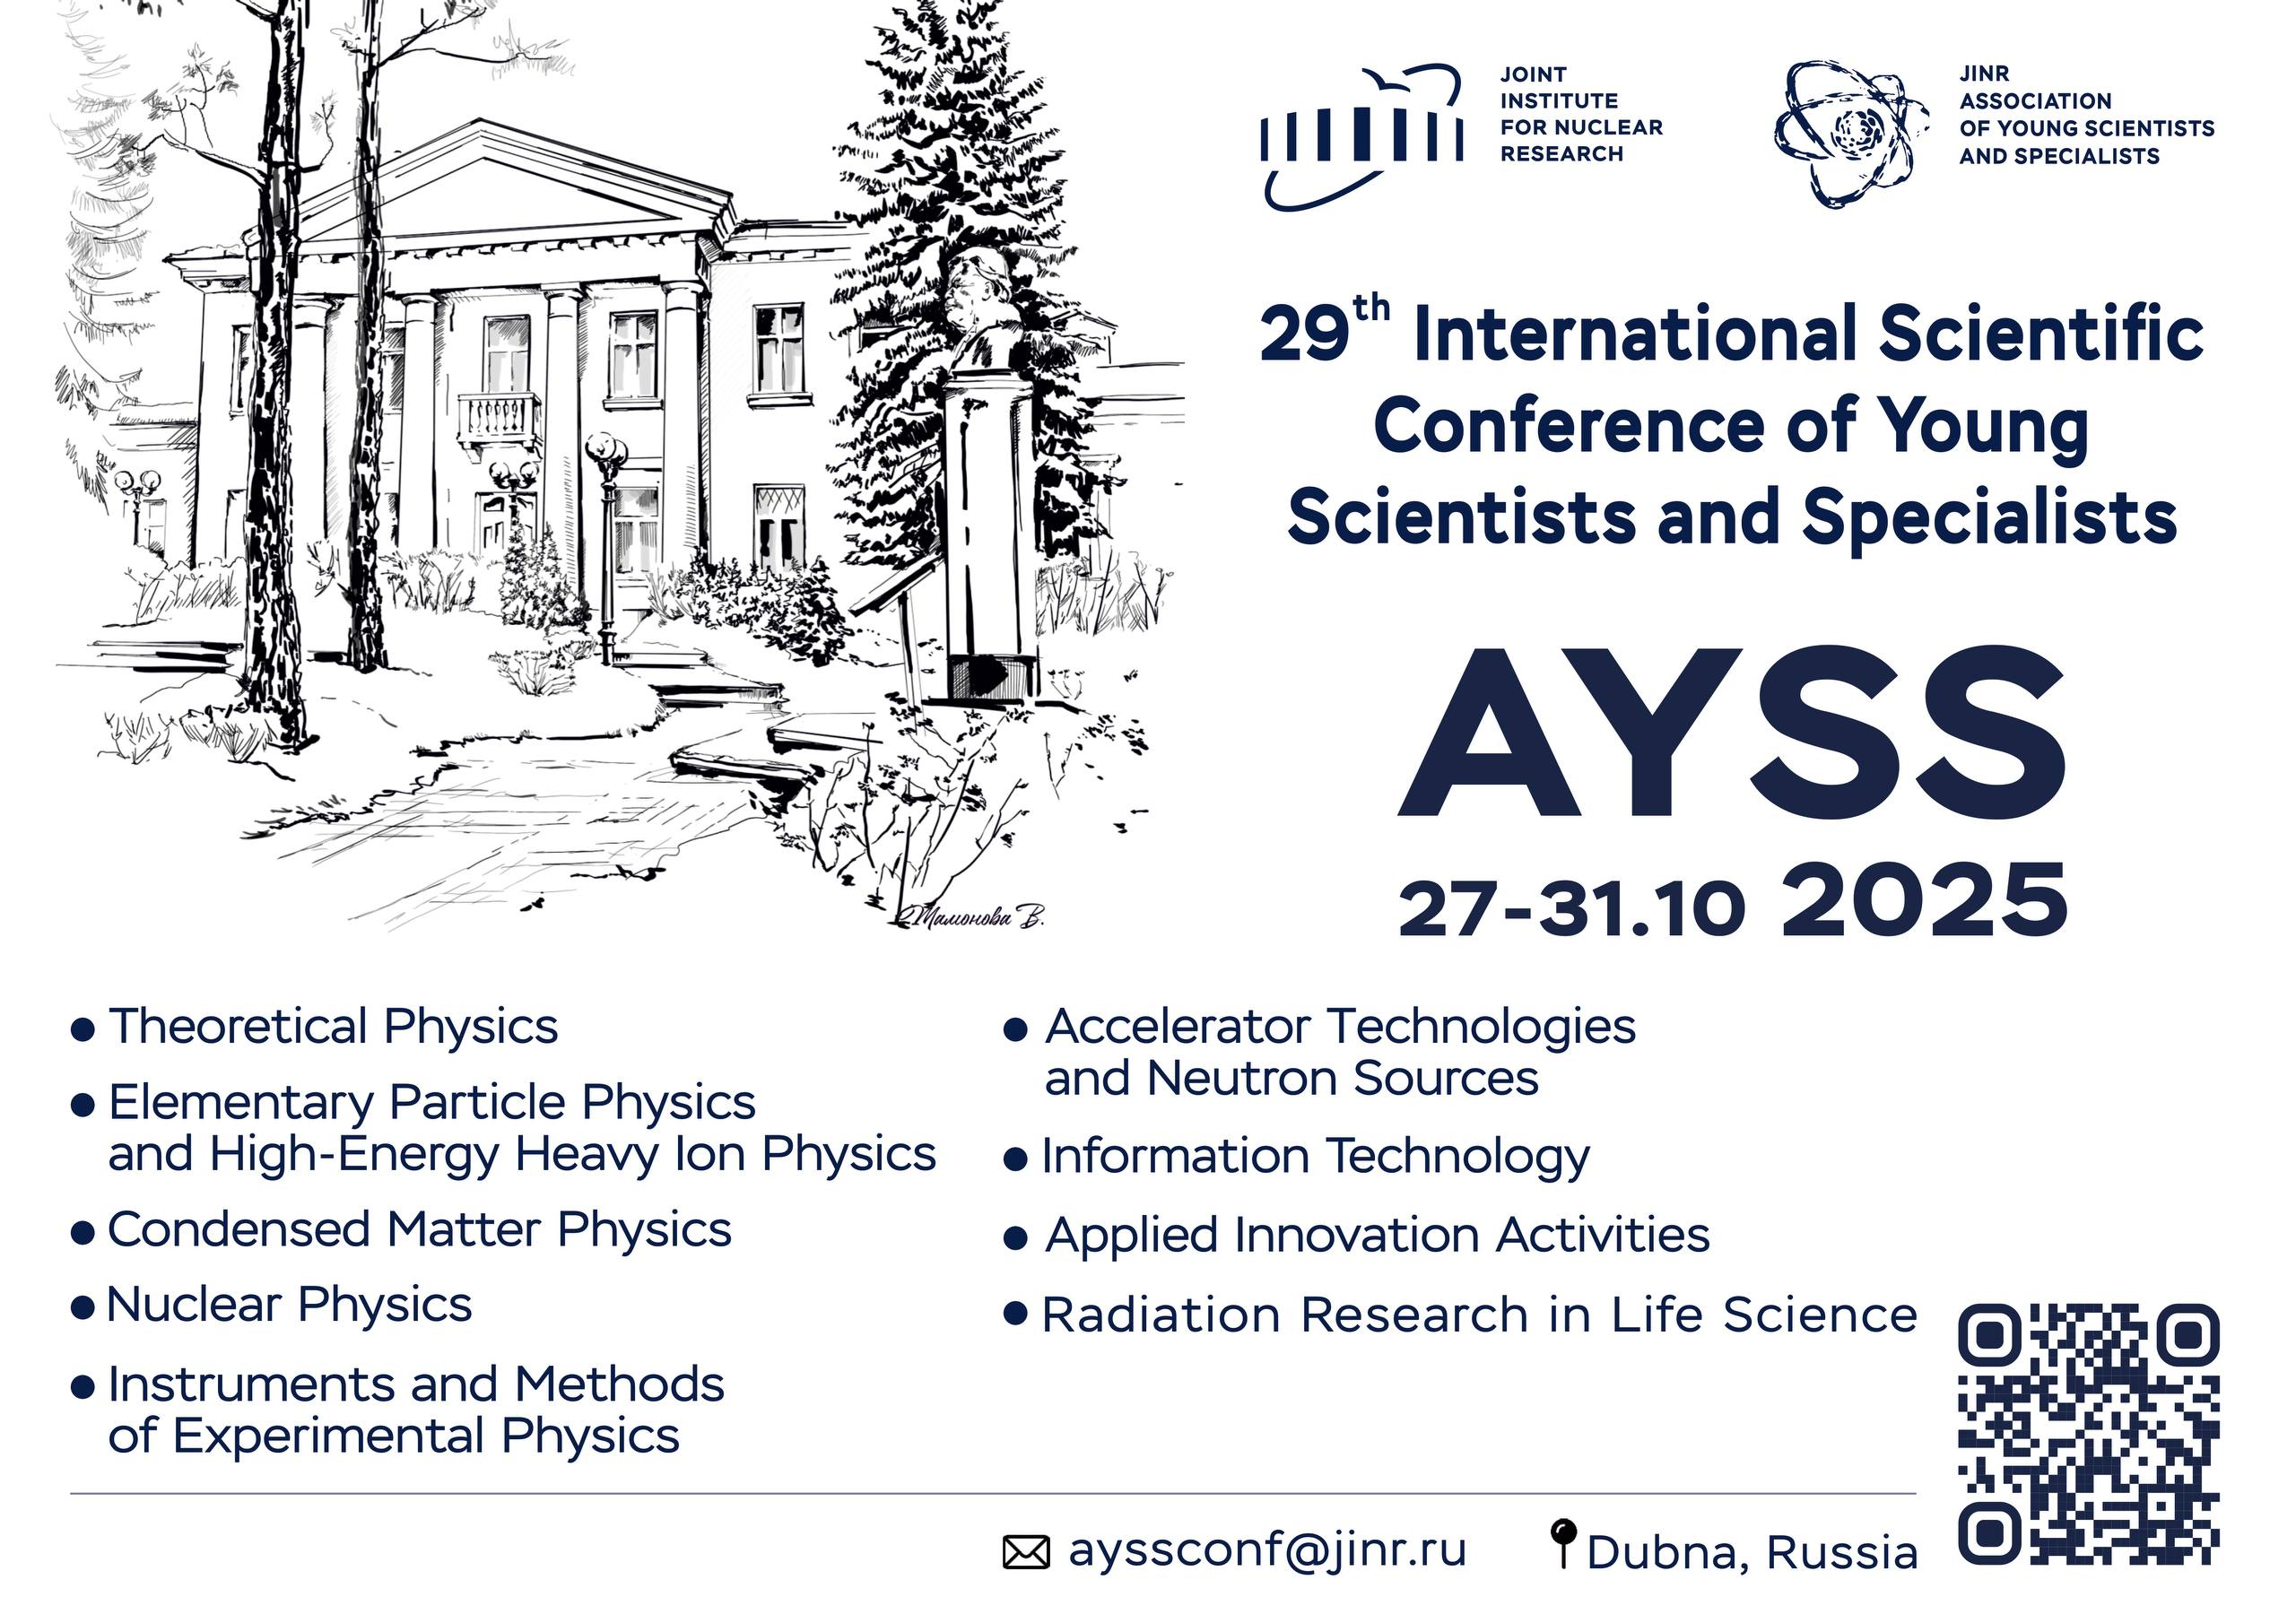 JOINT
INSTITUTE
FOR NUCLEAR
RESEARCH
JINR
ASSOCIATION
OF YOUNG SCIENTISTS
AND SPECIALISTS
29th International Scientific
Conference of Young
Scientists and Specialists
AYSS
27-31.10 2025
Мамонова В.
• Theoretical Physics
• Elementary Particle Physics
and High-Energy Heavy Ion Physics
• Condensed Matter Physics
• Nuclear Physics
• Instruments and Methods
of Experimental Physics
• Accelerator Technologies
and Neutron Sources
• Information Technology
• Applied Innovation Activities
• Radiation Research in Life Science
ayssconf@jinr.ru
Dubna, Russia